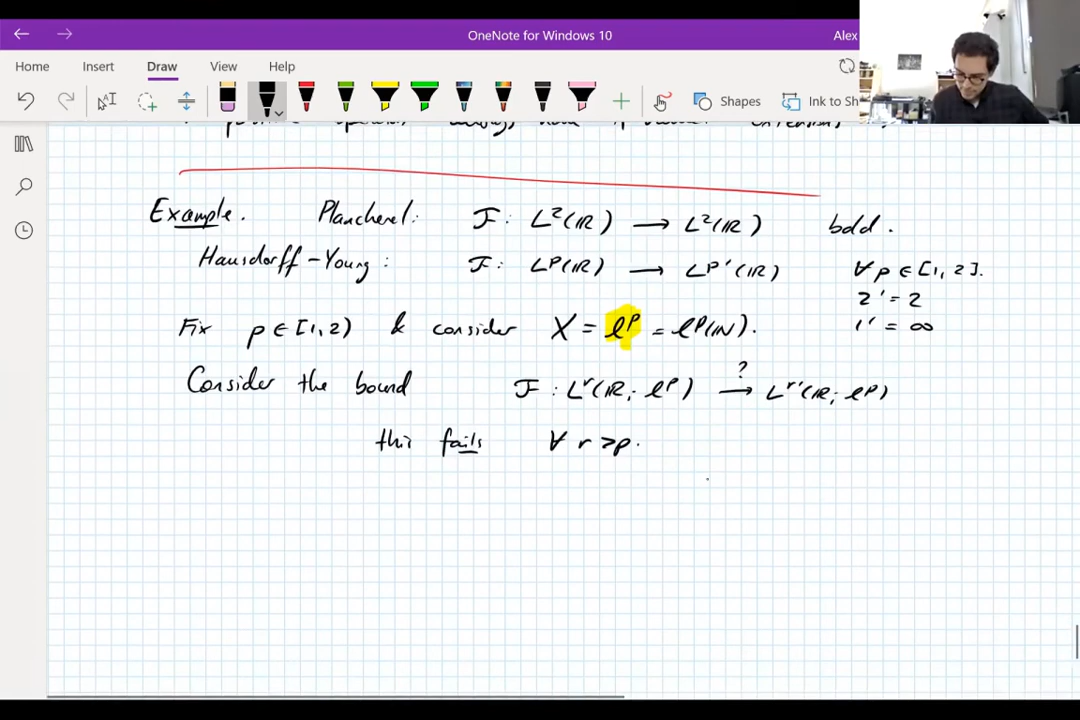 OneNote for Windows 10
Alex
Home Insert Draw View Help
Shapes Ink to Sh
Example. Plancherel: F: L²(ℝ) → L²(ℝ) bdd.
Hausdorff-Young: F: Lᵖ(ℝ) → Lᵖ'(ℝ) ∀ p ∈ [1, 2].
2' = 2
Fix p ∈ [1, 2) & consider X = ℓᵖ = ℓᵖ(ℕ).
1' = ∞
Consider the bound F: Lʳ(ℝ; ℓᵖ) →? Lʳ'(ℝ; ℓᵖ)
this fails ∀ r > p.